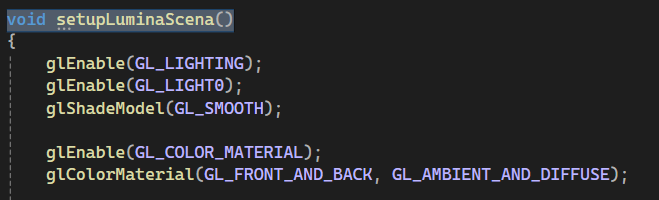 void setupLuminaScena()
{
glEnable(GL_LIGHTING);
glEnable(GL_LIGHT0);
glShadeModel(GL_SMOOTH);
glEnable(GL_COLOR_MATERIAL);
glColorMaterial(GL_FRONT_AND_BACK, GL_AMBIENT_AND_DIFFUSE);